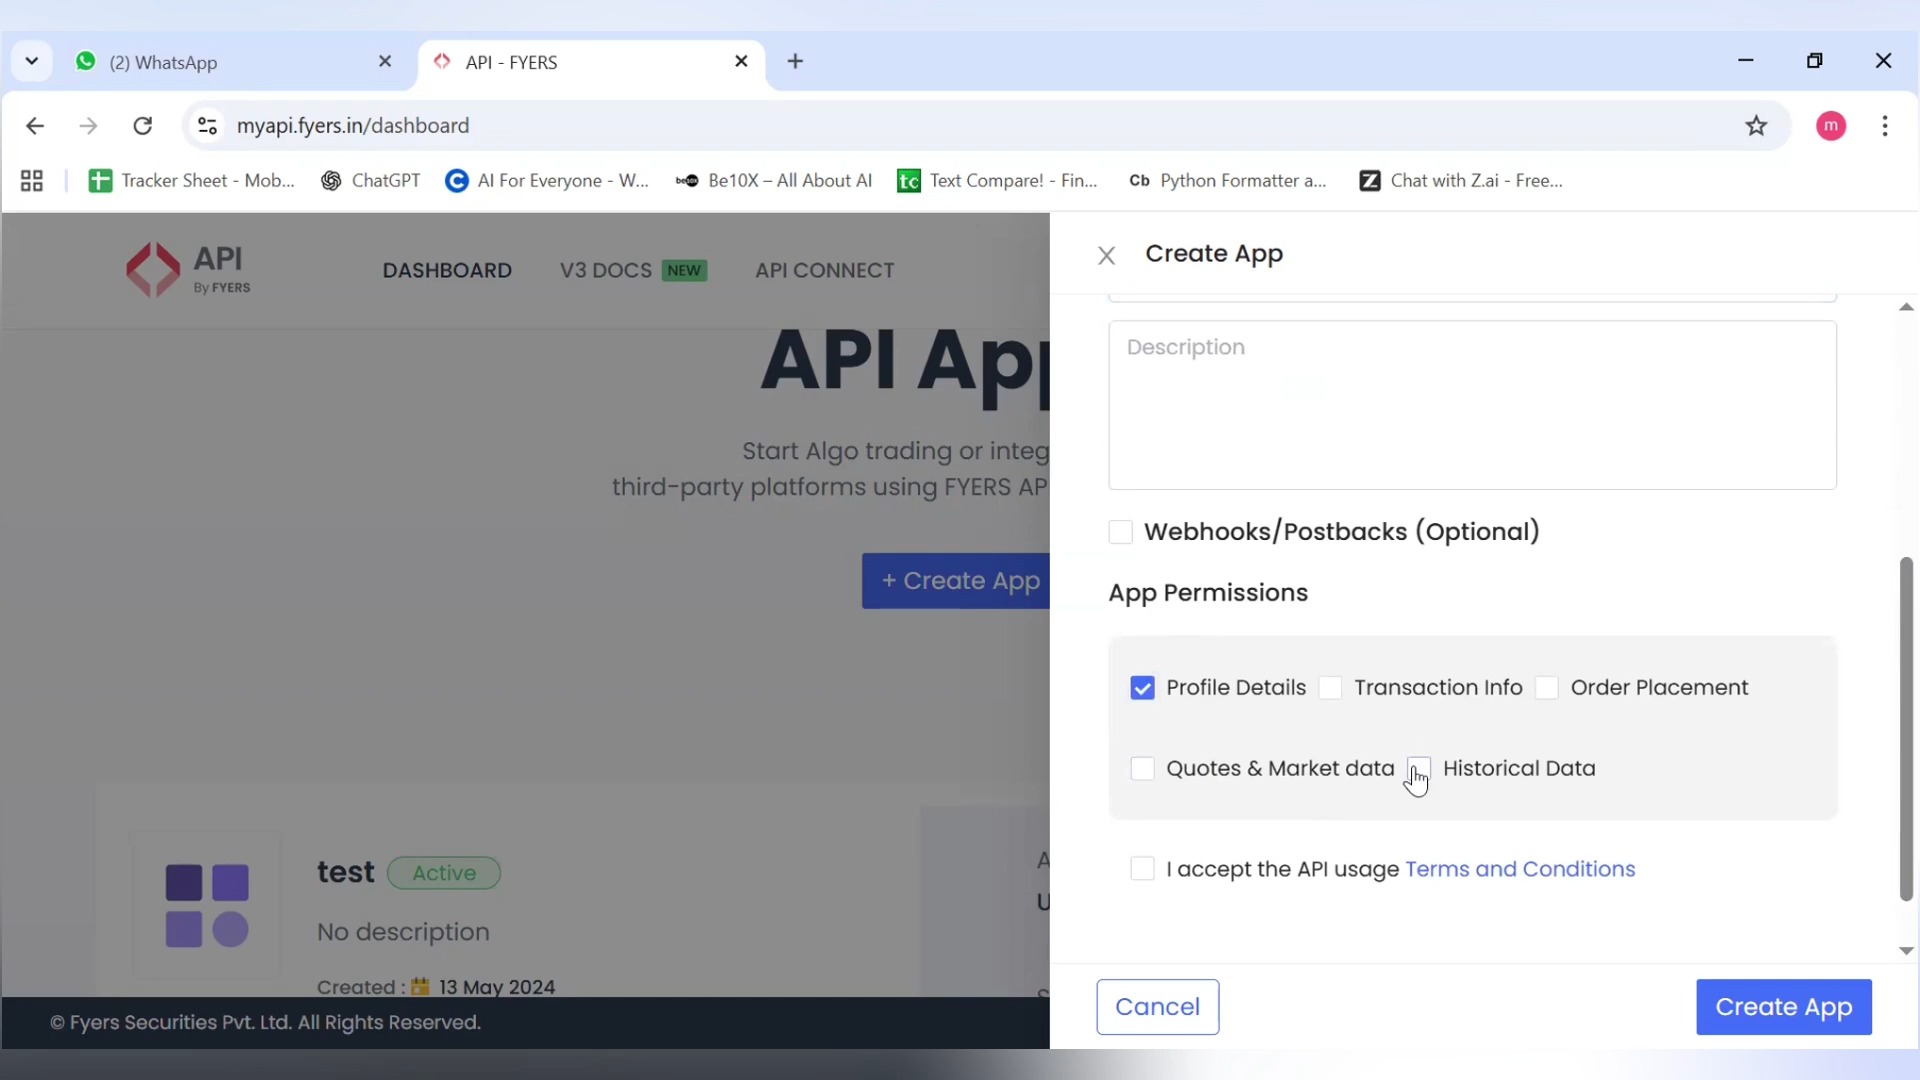 (2) WhatsApp
API - FYERS
myapi.fyers.in/dashboard
m
Tracker Sheet - Mob...
ChatGPT
AI For Everyone - W...
be10x
Be10X – All About AI
tc
Text Compare! - Fin...
Cb
Python Formatter a...
Z
Chat with Z.ai - Free...
API
By FYERS
DASHBOARD
V3 DOCS NEW
API CONNECT
Create App
API App
Description
Start Algo trading or integ
third-party platforms using FYERS AP
Webhooks/Postbacks (Optional)
+ Create App
App Permissions
Profile Details
Transaction Info
Order Placement
Quotes & Market data
Historical Data
test
Active
A
I accept the API usage Terms and Conditions
U
No description
Created :
13 May 2024
S
Cancel
Create App
© Fyers Securities Pvt. Ltd. All Rights Reserved.